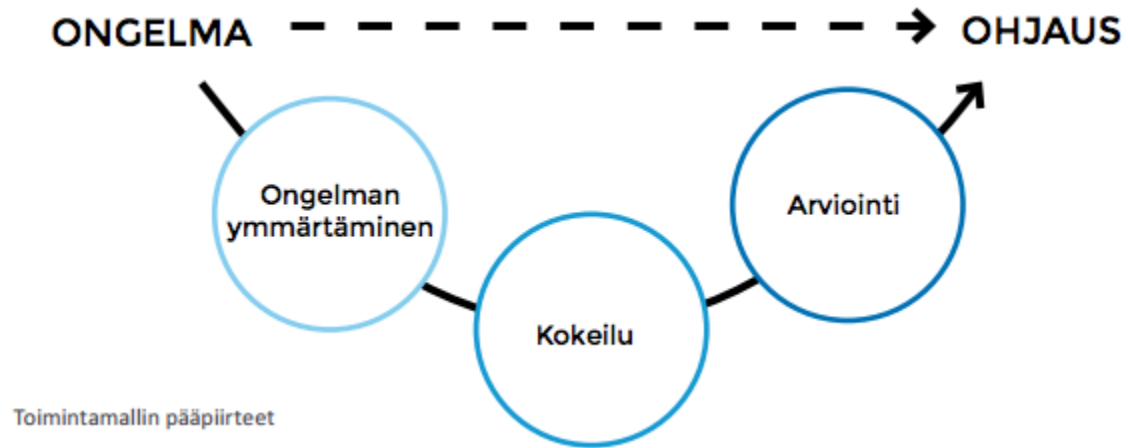 ONGELMA
OHJAUS
Ongelman
ymmärtäminen
Kokeilu
Arviointi
Toimintamallin pääpiirteet